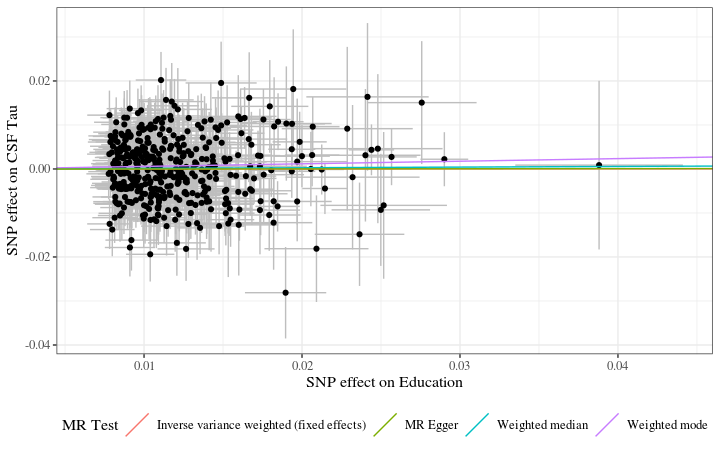 SNP effect on CSF Tau
0.02
0.00
-0.02
-0.04
0.01 0.02 0.03 0.04
SNP effect on Education
MR Test Inverse variance weighted (fixed effects) MR Egger Weighted median Weighted mode